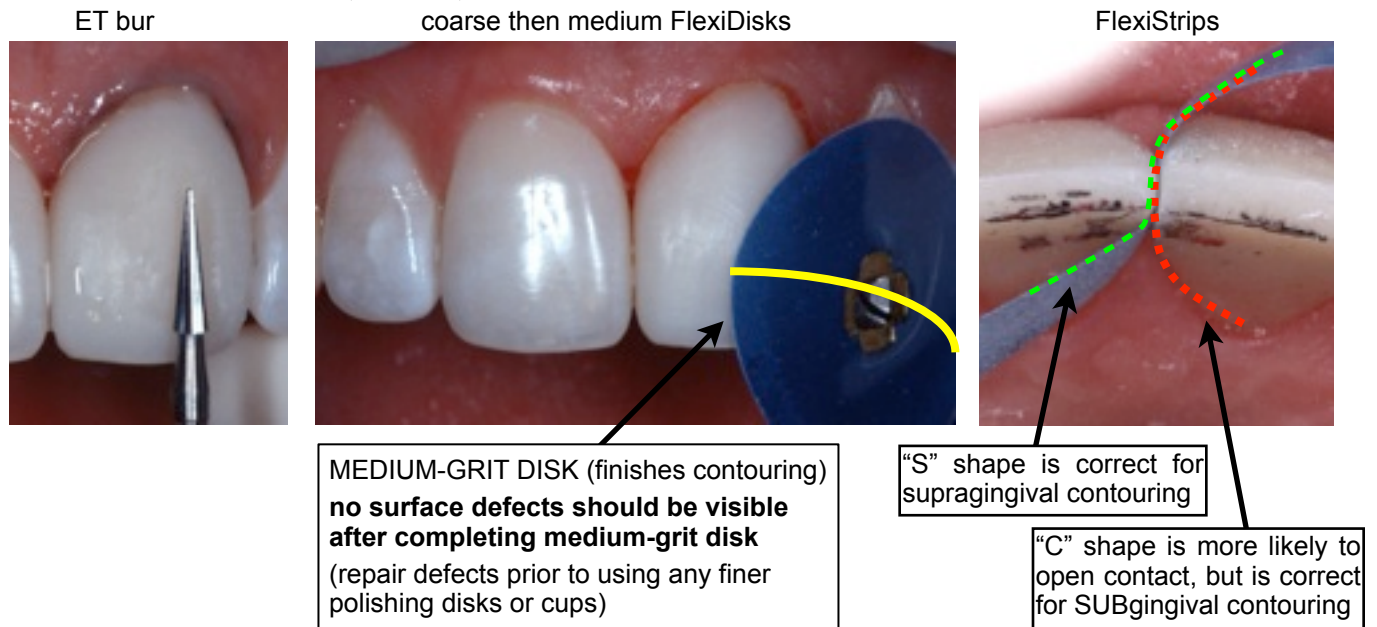 ET bur
coarse then medium FlexiDisks
FlexiStrips
MEDIUM-GRIT DISK (finishes contouring)
no surface defects should be visible
after completing medium-grit disk
(repair defects prior to using any finer
polishing disks or cups)
“S” shape is correct for
supragingival contouring
“C” shape is more likely to
open contact, but is correct
for SUBgingival contouring